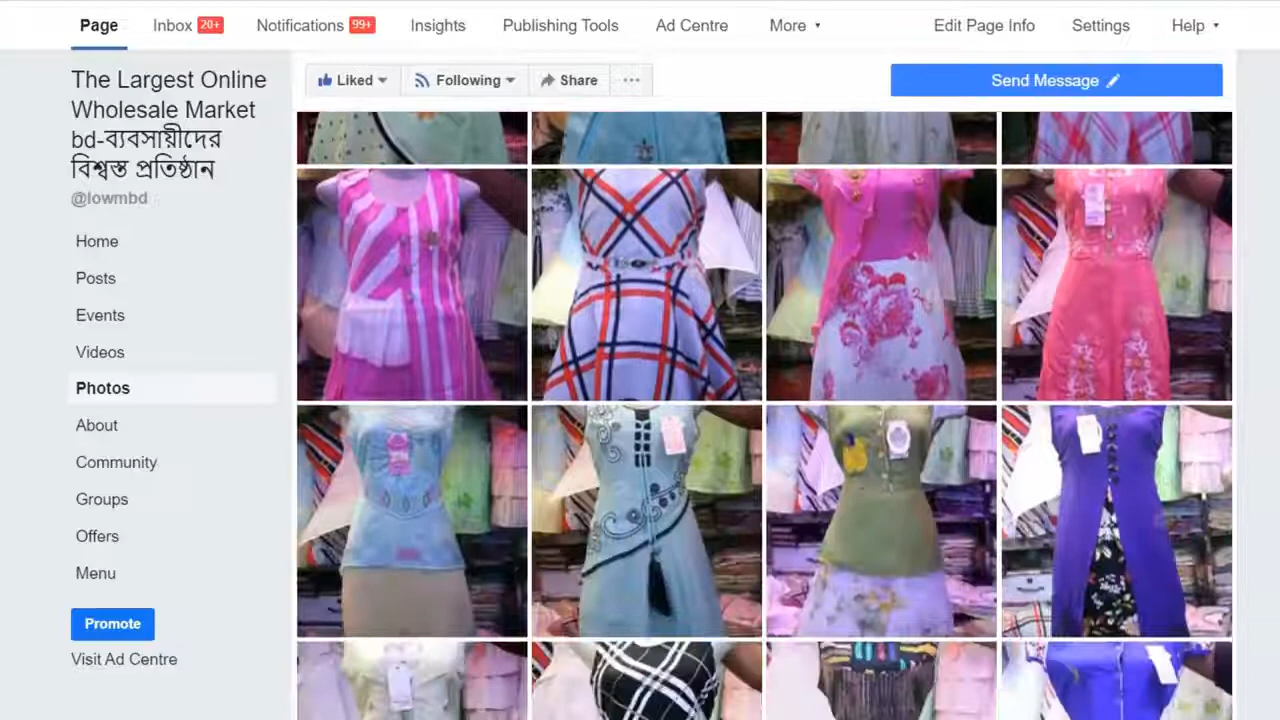 Page Inbox 20+ Notifications 99+ Insights Publishing Tools Ad Centre More Edit Page Info Settings Help
The Largest Online
Wholesale Market
bd-ব্যবসায়ীদের
বিশ্বস্ত প্রতিষ্ঠান
@lowmbd
Liked Following Share ... Send Message
Home
Posts
Events
Videos
Photos
About
Community
Groups
Offers
Menu
Promote
Visit Ad Centre